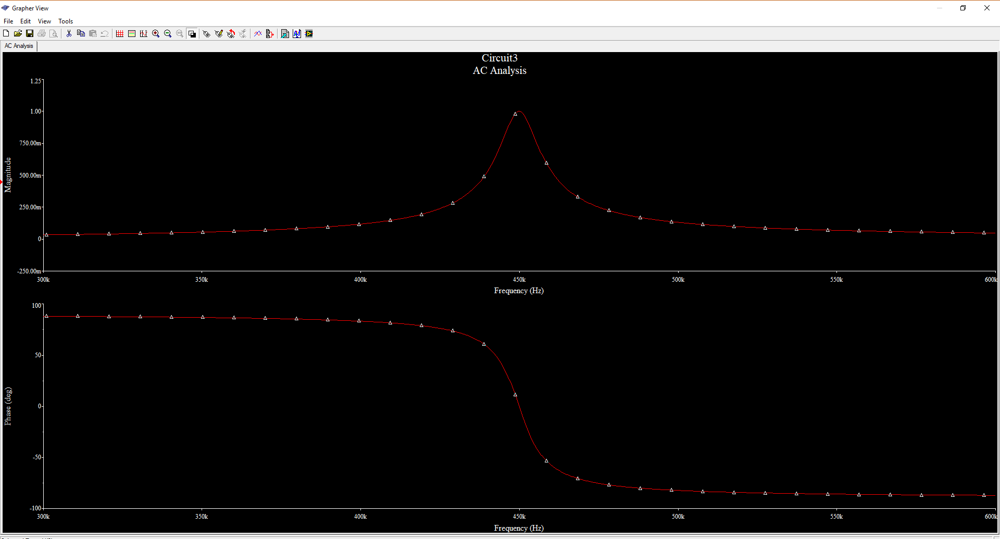 Grapher View
File Edit View Tools
AC Analysis
Circuit3
AC Analysis
1.25
1.00
750.00m
500.00m
250.00m
0
-250.00m
Magnitude
300k 350k 400k 450k 500k 550k 600k
Frequency (Hz)
100
50
0
-50
-100
Phase (deg)
300k 350k 400k 450k 500k 550k 600k
Frequency (Hz)